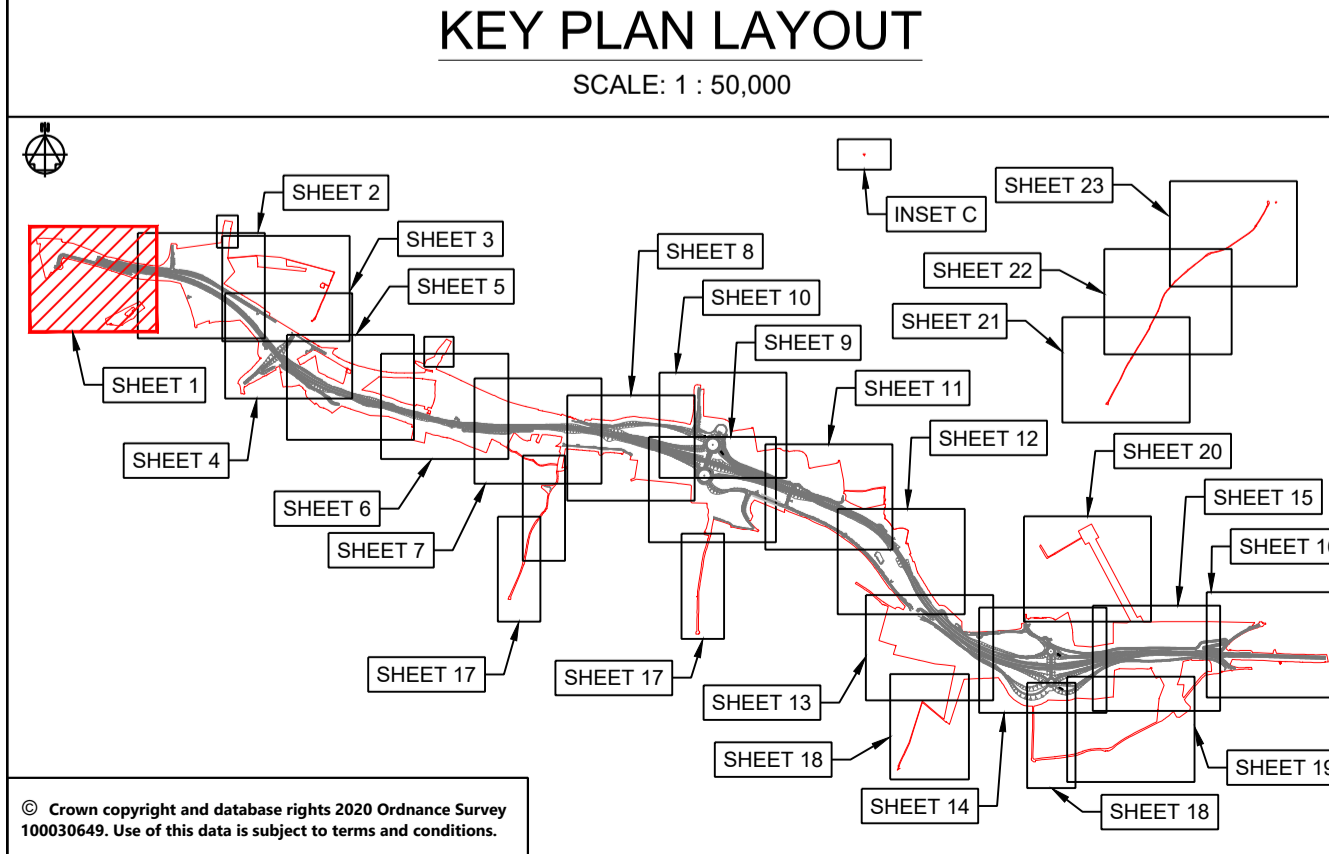 KEY PLAN LAYOUT
SCALE: 1 : 50,000
SHEET 2
SHEET 3
SHEET 5
SHEET 8
SHEET 10
SHEET 9
SHEET 11
SHEET 12
INSET C
SHEET 23
SHEET 22
SHEET 21
SHEET 20
SHEET 15
SHEET 1
SHEET 4
SHEET 6
SHEET 7
SHEET 17
SHEET 17
SHEET 13
SHEET 18
SHEET 14
SHEET 18
SHEET 19
© Crown copyright and database rights 2020 Ordnance Survey
100030649. Use of this data is subject to terms and conditions.